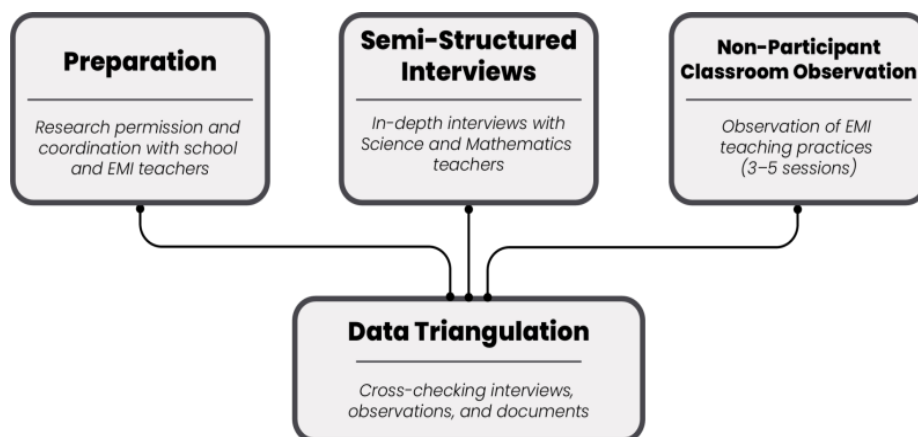 Preparation
Research permission and
coordination with school
and EMI teachers
Semi-Structured
Interviews
In-depth interviews with
Science and Mathematics
teachers
Non-Participant
Classroom Observation
Observation of EMI
teaching practices
(3–5 sessions)
Data Triangulation
Cross-checking interviews,
observations, and documents